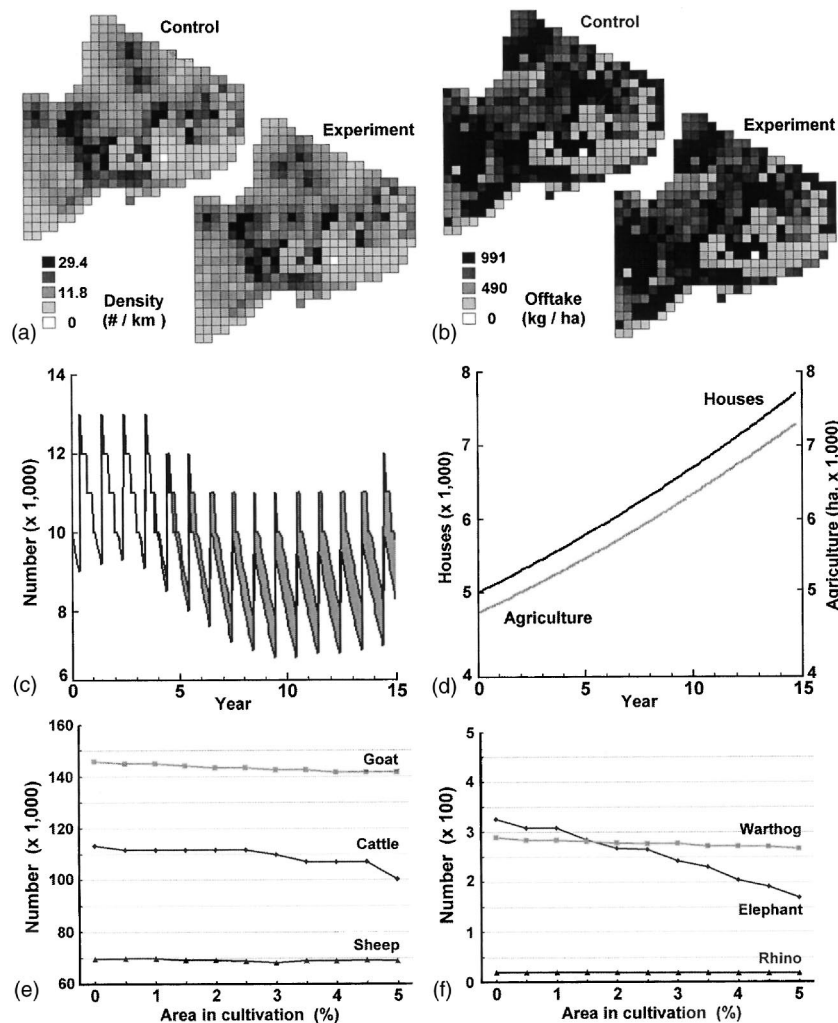 Control
Experiment
29.4
11.8
0
Density
(# / km )
(a)
Control
Experiment
991
490
0
Offtake
(kg / ha)
(b)
14
12
10
8
6
Number (x 1,000)
0
5
10
15
Year
(c)
8
7
6
5
4
Houses (x 1,000)
8
7
6
5
4
Agriculture (ha, x 1,000)
Houses
Agriculture
0
5
10
15
Year
(d)
160
140
120
100
80
60
Number (x 1,000)
Goat
Cattle
Sheep
0
1
2
3
4
5
Area in cultivation (%)
(e)
5
4
3
2
1
0
Number (x 100)
Warthog
Elephant
Rhino
0
1
2
3
4
5
Area in cultivation (%)
(f)